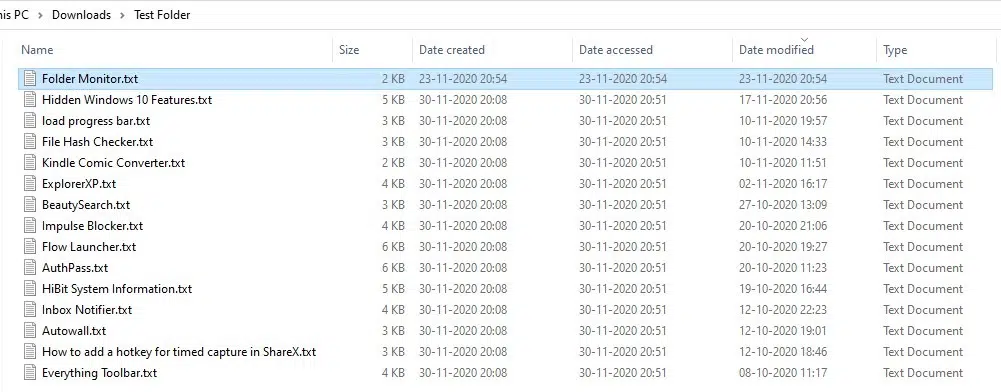 his PC > Downloads > Test Folder
Name Size Date created Date accessed Date modified Type
Folder Monitor.txt 2 KB 23-11-2020 20:54 23-11-2020 20:54 23-11-2020 20:54 Text Document
Hidden Windows 10 Features.txt 5 KB 30-11-2020 20:08 30-11-2020 20:51 17-11-2020 20:56 Text Document
load progress bar.txt 3 KB 30-11-2020 20:08 30-11-2020 20:51 10-11-2020 19:57 Text Document
File Hash Checker.txt 3 KB 30-11-2020 20:08 30-11-2020 20:51 10-11-2020 14:33 Text Document
Kindle Comic Converter.txt 2 KB 30-11-2020 20:08 30-11-2020 20:51 10-11-2020 11:51 Text Document
ExplorerXP.txt 4 KB 30-11-2020 20:08 30-11-2020 20:51 02-11-2020 16:17 Text Document
BeautySearch.txt 3 KB 30-11-2020 20:08 30-11-2020 20:51 27-10-2020 13:09 Text Document
Impulse Blocker.txt 4 KB 30-11-2020 20:08 30-11-2020 20:51 20-10-2020 21:06 Text Document
Flow Launcher.txt 6 KB 30-11-2020 20:08 30-11-2020 20:51 20-10-2020 19:27 Text Document
AuthPass.txt 6 KB 30-11-2020 20:08 30-11-2020 20:51 20-10-2020 11:23 Text Document
HiBit System Information.txt 5 KB 30-11-2020 20:08 30-11-2020 20:51 19-10-2020 16:44 Text Document
Inbox Notifier.txt 4 KB 30-11-2020 20:08 30-11-2020 20:51 12-10-2020 22:23 Text Document
Autowall.txt 3 KB 30-11-2020 20:08 30-11-2020 20:51 12-10-2020 19:01 Text Document
How to add a hotkey for timed capture in ShareX.txt 3 KB 30-11-2020 20:08 30-11-2020 20:51 12-10-2020 18:46 Text Document
Everything Toolbar.txt 4 KB 30-11-2020 20:08 30-11-2020 20:51 08-10-2020 11:17 Text Document